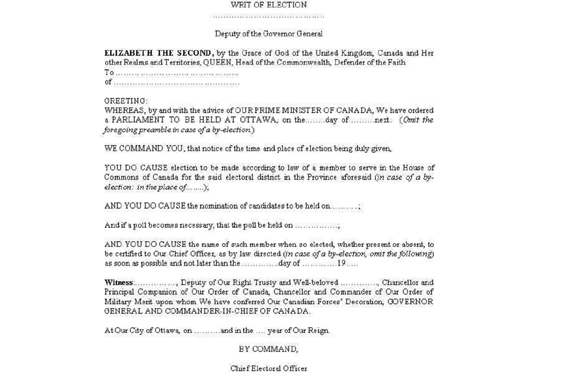 WRIT OF ELECTION
.......................................
Deputy of the Governor General
ELIZABETH THE SECOND, by the Grace of God of the United Kingdom, Canada and Her
other Realms and Territories, QUEEN, Head of the Commonwealth, Defender of the Faith
To ............................................
of ............................................
GREETING:
WHEREAS, by and with the advice of OUR PRIME MINISTER OF CANADA, We have ordered
a PARLIAMENT TO BE HELD AT OTTAWA, on the.......day of .........next. (Omit the
foregoing preamble in case of a by-election.)
WE COMMAND YOU, that notice of the time and place of election being duly given,
YOU DO CAUSE election to be made according to law of a member to serve in the House of
Commons of Canada for the said electoral district in the Province aforesaid (in case of a by-
election: in the place of......);
AND YOU DO CAUSE the nomination of candidates to be held on..........;
And if a poll becomes necessary, that the poll be held on ...............;
AND YOU DO CAUSE the name of such member when so elected, whether present or absent, to
be certified to Our Chief Officer, as by law directed (in case of a by-election, omit the following)
as soon as possible and not later than the .............day of ............19.....
Witness:..............., Deputy of Our Right Trusty and Well-beloved ............., Chancellor and
Principal Companion of Our Order of Canada, Chancellor and Commander of Our Order of
Military Merit upon whom We have conferred Our Canadian Forces' Decoration, GOVERNOR
GENERAL AND COMMANDER-IN-CHIEF OF CANADA.
At Our City of Ottawa, on .........and in the .... year of Our Reign.
BY COMMAND,
Chief Electoral Officer